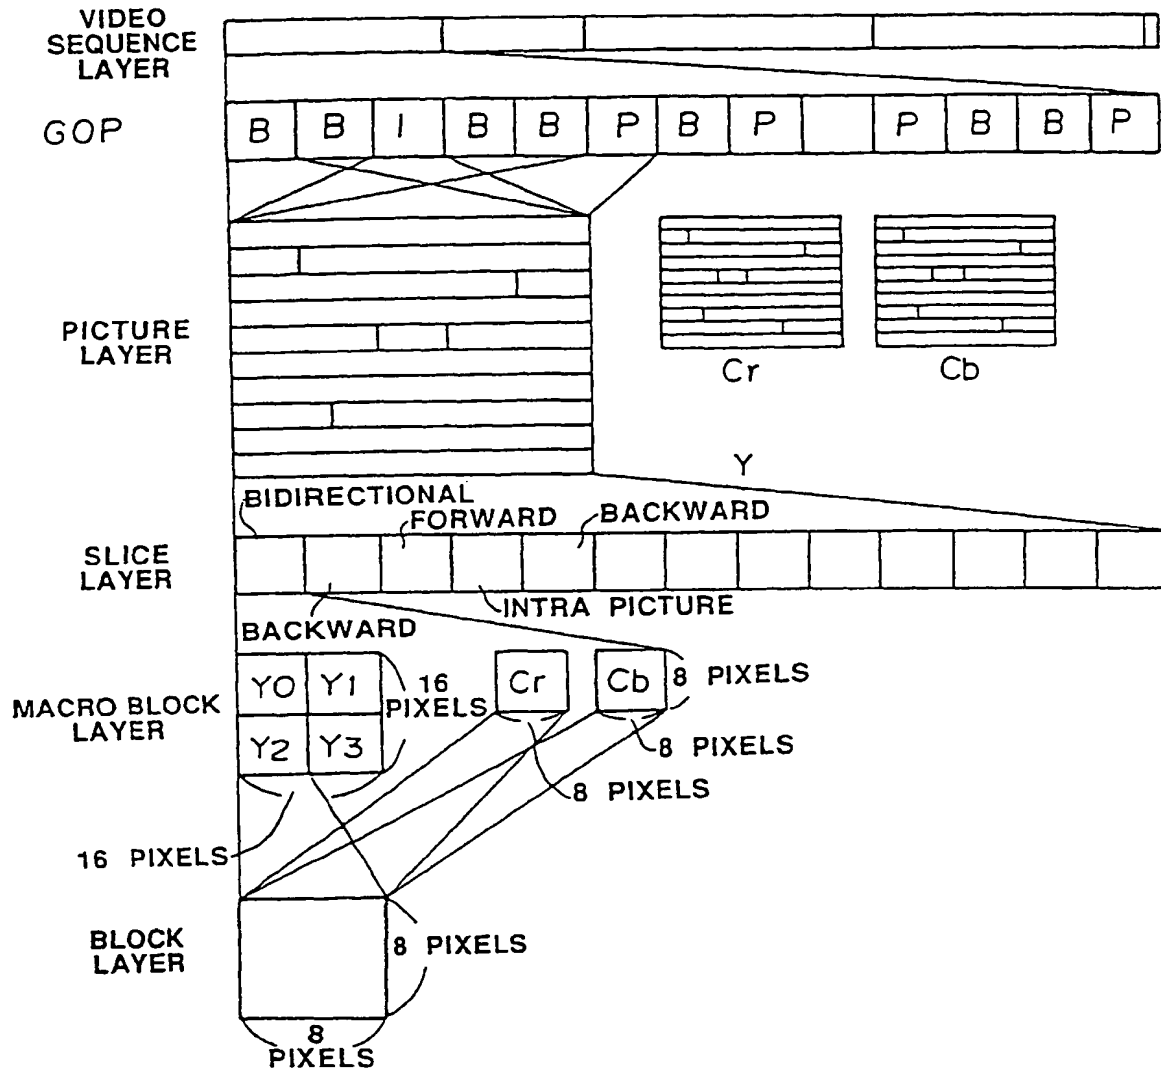 VIDEO
SEQUENCE
LAYER
GOP
B B I B B P B P P B B P
PICTURE
LAYER
Cr
Cb
Y
BIDIRECTIONAL
FORWARD
BACKWARD
SLICE
LAYER
BACKWARD
INTRA PICTURE
MACRO BLOCK
LAYER
Y0 Y1
Y2 Y3
16
PIXELS
Cr
Cb
8 PIXELS
8 PIXELS
8 PIXELS
16 PIXELS
BLOCK
LAYER
8 PIXELS
8
PIXELS